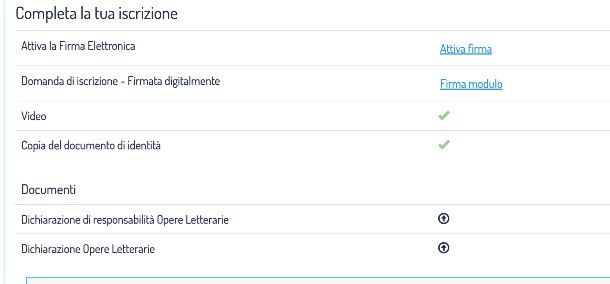 Completa la tua iscrizione
Attiva la Firma Elettronica Attiva firma
Domanda di iscrizione - Firmata digitalmente Firma modulo
Video
Copia del documento di identità
Documenti
Dichiarazione di responsabilità Opere Letterarie
Dichiarazione Opere Letterarie